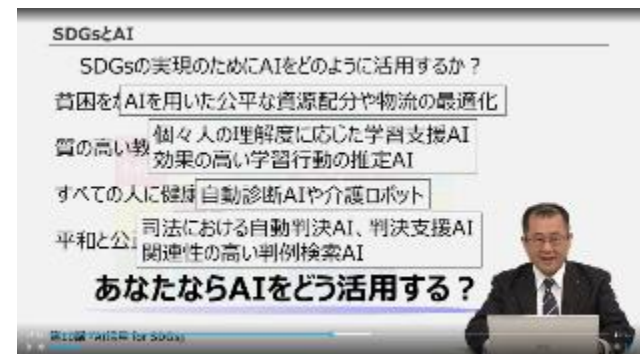 SDGsとAI
SDGsの実現のためにAIをどのように活用するか？
貧困をな AIを用いた公平な資源配分や物流の最適化
個々人の理解度に応じた学習支援AI
質の高い教
効果の高い学習行動の推定AI
すべての人に健康 自動診断AIや介護ロボット
司法における自動判決AI、判決支援AI
平和と公
関連性の高い判例検索AI
あなたならAIをどう活用する？
AI活用 for SDGs